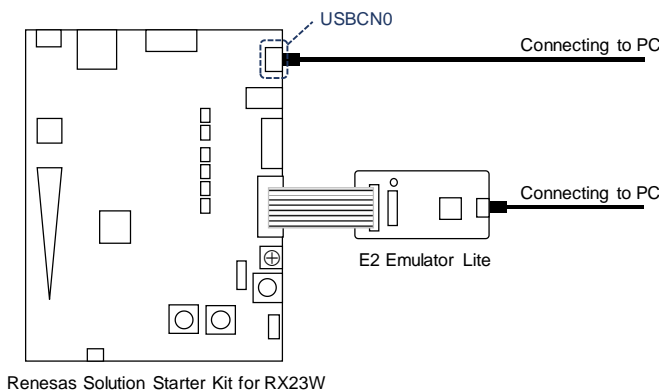 USBCN0
Connecting to PC
Connecting to PC
E2 Emulator Lite
Renesas Solution Starter Kit for RX23W